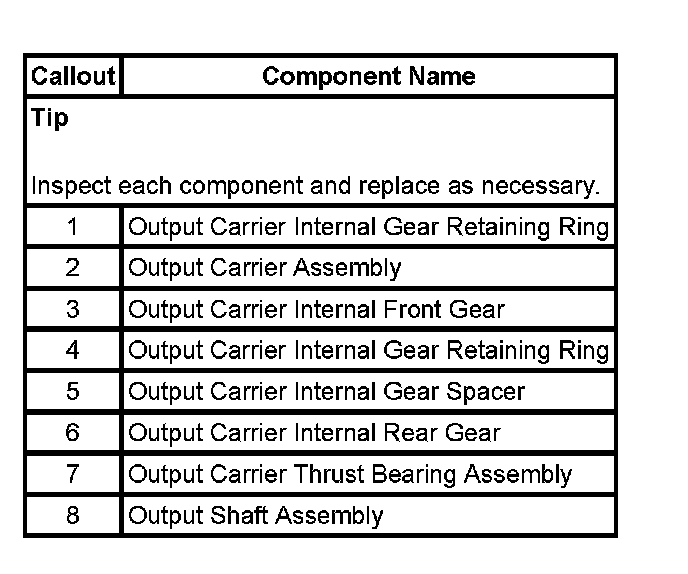 Callout Component Name
Tip
Inspect each component and replace as necessary.
1 Output Carrier Internal Gear Retaining Ring
2 Output Carrier Assembly
3 Output Carrier Internal Front Gear
4 Output Carrier Internal Gear Retaining Ring
5 Output Carrier Internal Gear Spacer
6 Output Carrier Internal Rear Gear
7 Output Carrier Thrust Bearing Assembly
8 Output Shaft Assembly